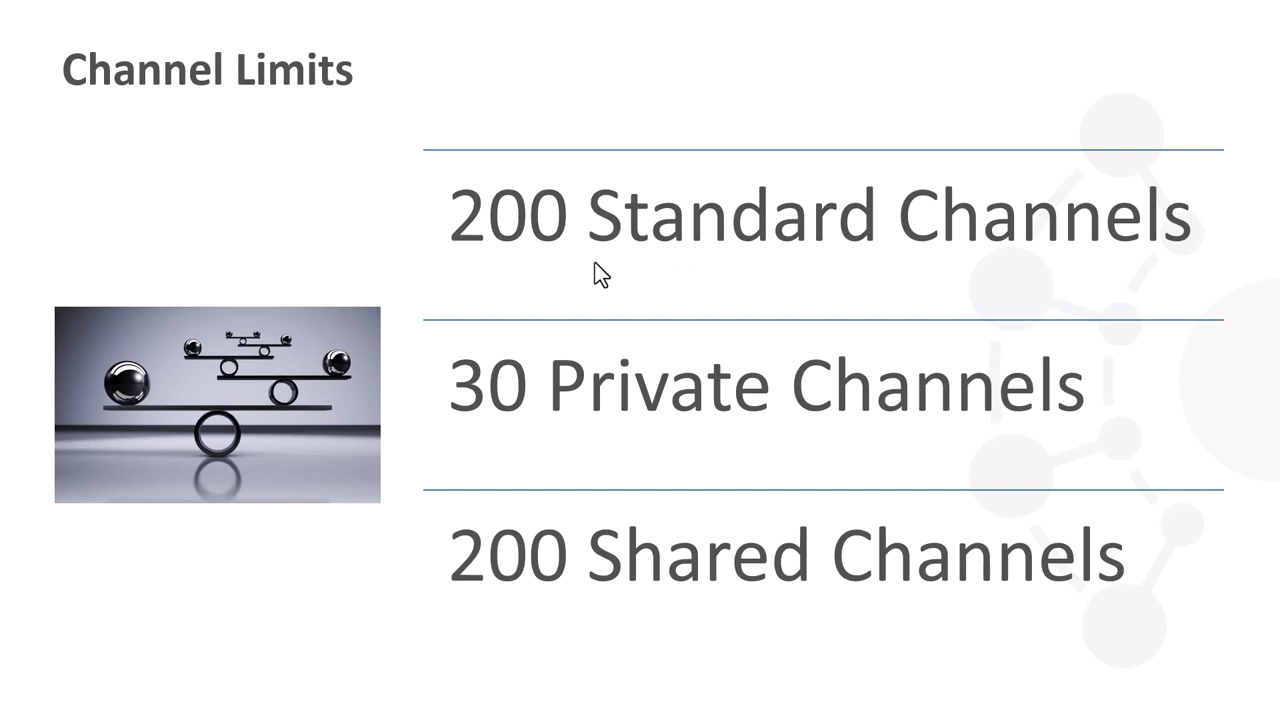 Channel Limits
200 Standard Channels
30 Private Channels
200 Shared Channels